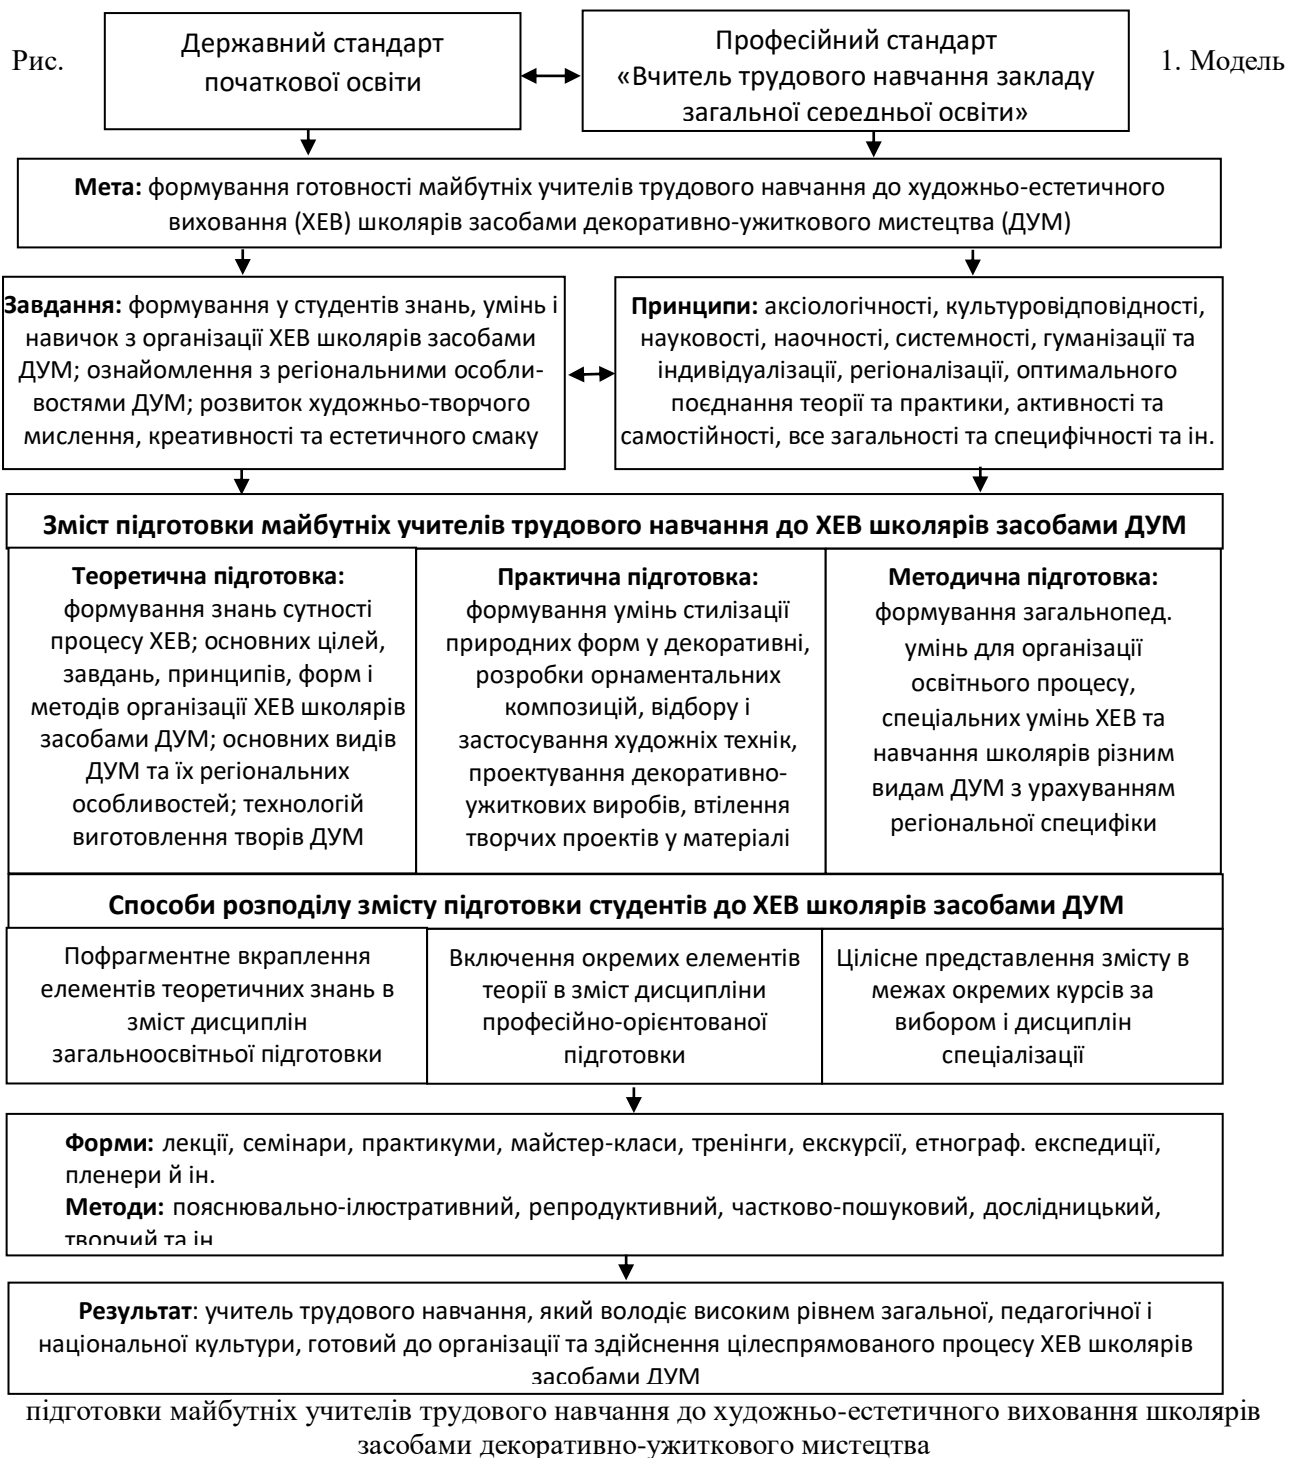 Рис.
Державний стандарт
початкової освіти
Професійний стандарт
«Вчитель трудового навчання закладу
загальної середньої освіти»
1. Модель
Мета: формування готовності майбутніх учителів трудового навчання до художньо-естетичного
виховання (ХЕВ) школярів засобами декоративно-ужиткового мистецтва (ДУМ)
Завдання: формування у студентів знань, умінь і
навичок з організації ХЕВ школярів засобами
ДУМ; ознайомлення з регіональними особли-
востями ДУМ; розвиток художньо-творчого
мислення, креативності та естетичного смаку
Принципи: аксіологічності, культуровідповідності,
науковості, наочності, системності, гуманізації та
індивідуалізації, регіоналізації, оптимального
поєднання теорії та практики, активності та
самостійності, все загальності та специфічності та ін.
Зміст підготовки майбутніх учителів трудового навчання до ХЕВ школярів засобами ДУМ
Теоретична підготовка:
формування знань сутності
процесу ХЕВ; основних цілей,
завдань, принципів, форм і
методів організації ХЕВ школярів
засобами ДУМ; основних видів
ДУМ та їх регіональних
особливостей; технологій
виготовлення творів ДУМ
Практична підготовка:
формування умінь стилізації
природних форм у декоративні,
розробки орнаментальних
композицій, відбору і
застосування художніх технік,
проектування декоративно-
ужиткових виробів, втілення
творчих проектів у матеріалі
Методична підготовка:
формування загальнопед.
умінь для організації
освітнього процесу,
спеціальних умінь ХЕВ та
навчання школярів різним
видам ДУМ з урахуванням
регіональної специфіки
Способи розподілу змісту підготовки студентів до ХЕВ школярів засобами ДУМ
Пофрагментне вкраплення
елементів теоретичних знань в
зміст дисциплін
загальноосвітньої підготовки
Включення окремих елементів
теорії в зміст дисципліни
професійно-орієнтованої
підготовки
Цілісне представлення змісту в
межах окремих курсів за
вибором і дисциплін
спеціалізації
Форми: лекції, семінари, практикуми, майстер-класи, тренінги, екскурсії, етнограф. експедиції,
пленери й ін.
Методи: пояснювально-ілюстративний, репродуктивний, частково-пошуковий, дослідницький,
творчий та ін
Результат: учитель трудового навчання, який володіє високим рівнем загальної, педагогічної і
національної культури, готовий до організації та здійснення цілеспрямованого процесу ХЕВ школярів
засобами ДУМ
підготовки майбутніх учителів трудового навчання до художньо-естетичного виховання школярів
засобами декоративно-ужиткового мистецтва